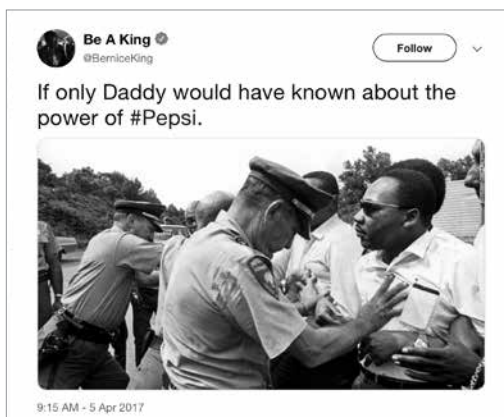 Be A King
@BerniceKing
Follow
If only Daddy would have known about the
power of #Pepsi.
9:15 AM - 5 Apr 2017